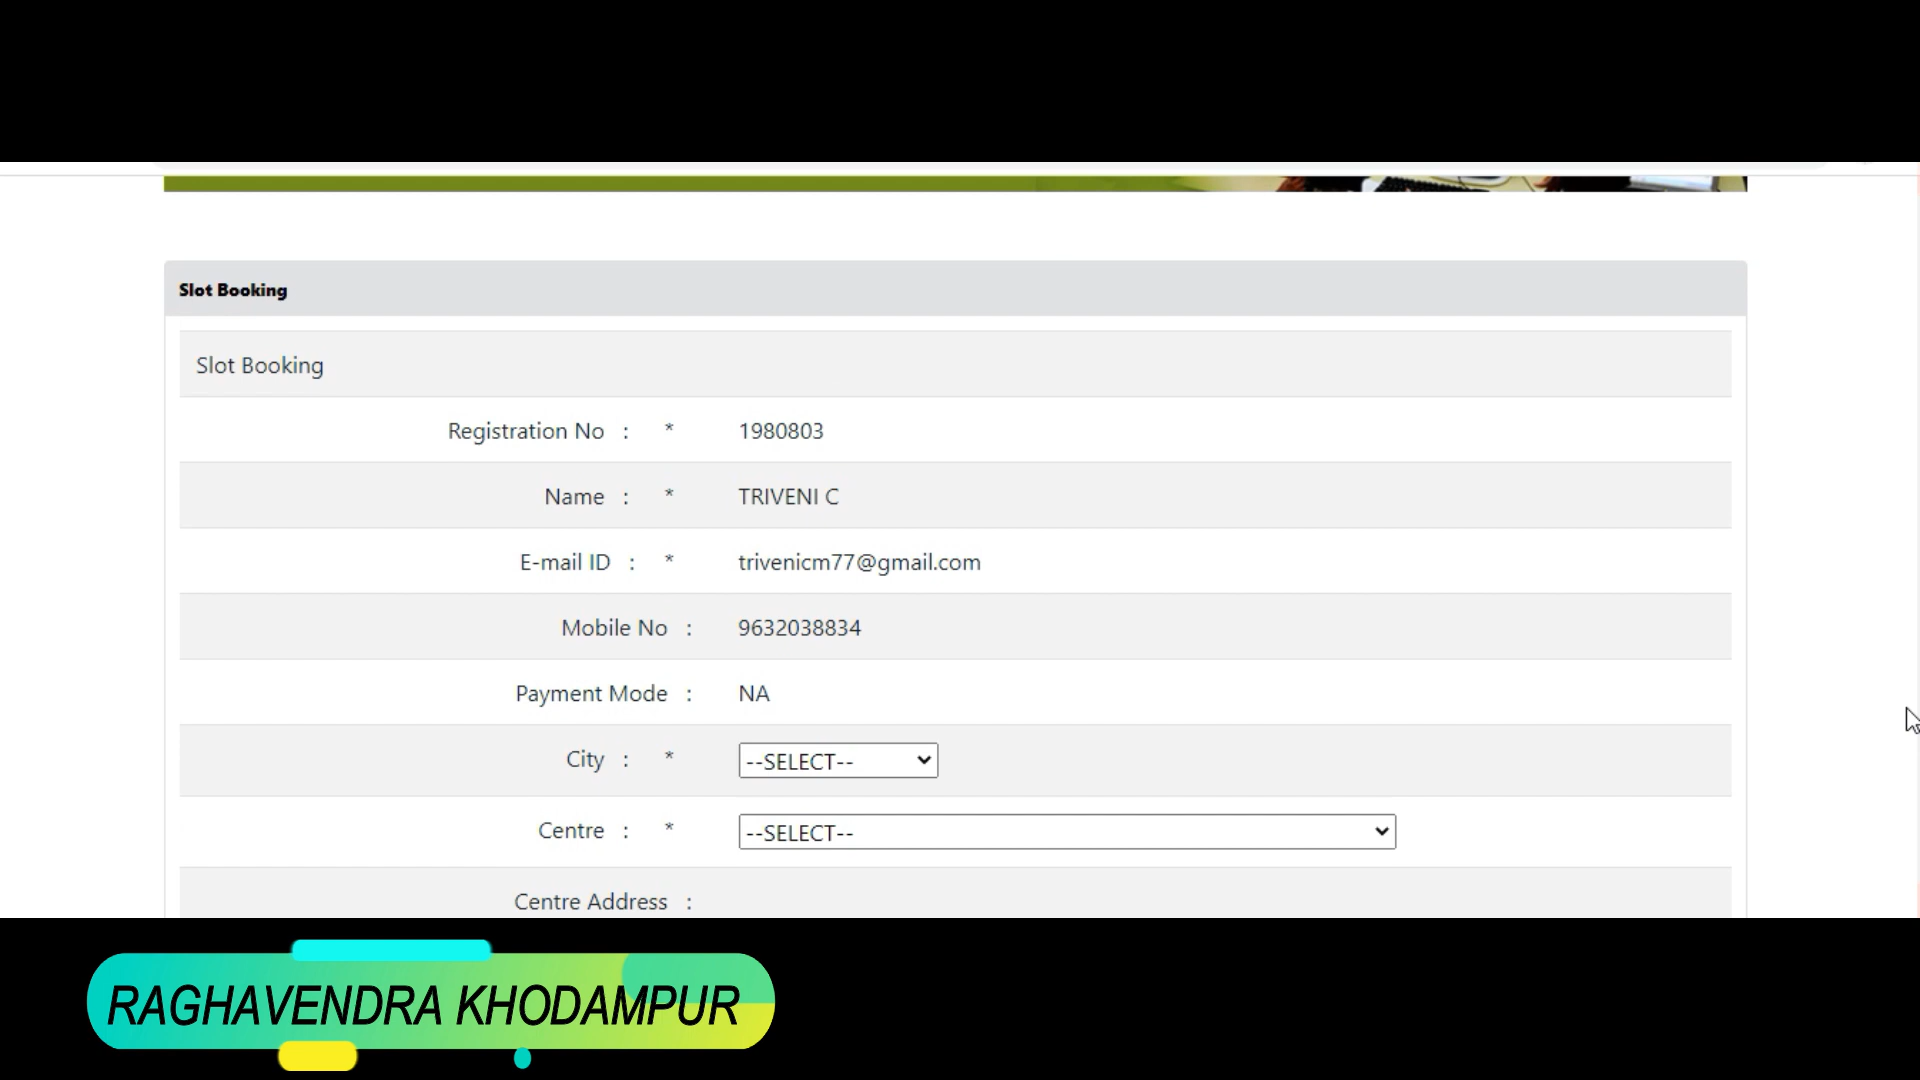 Slot Booking
Slot Booking
Registration No : * 1980803
Name : * TRIVENI C
E-mail ID : * trivenicm77@gmail.com
Mobile No : 9632038834
Payment Mode : NA
City : * --SELECT--
Centre : * --SELECT--
Centre Address :
RAGHAVENDRA KHODAMPUR